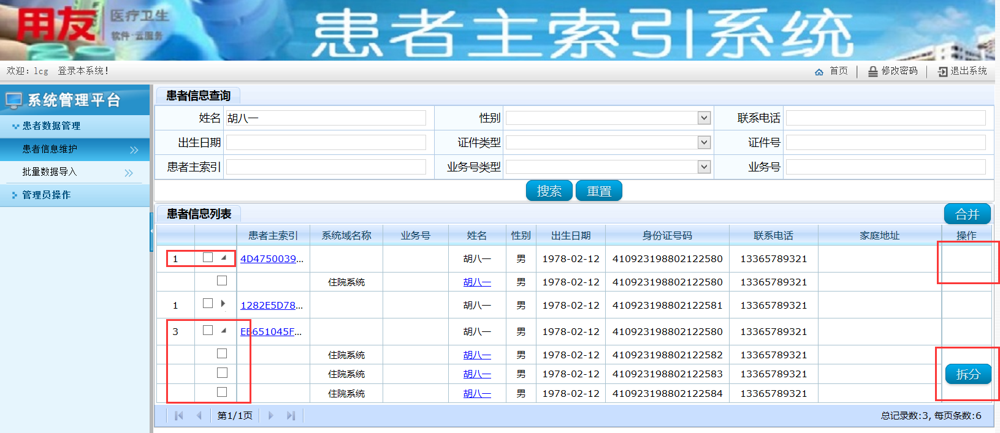 用友 医疗卫生
软件·云服务
患者主索引系统
欢迎：lcg 登录本系统！
首页 修改密码 退出系统
系统管理平台
患者数据管理
患者信息维护
批量数据导入
管理员操作
患者信息查询
姓名 胡八一 性别 联系电话
出生日期 证件类型 证件号
患者主索引 业务号类型 业务号
搜索 重置
患者信息列表 合并
患者主索引 系统域名称 业务号 姓名 性别 出生日期 身份证号码 联系电话 家庭地址 操作
1 4D4750039... 胡八一 男 1978-02-12 410923198802122580 13365789321
住院系统 胡八一 男 1978-02-12 410923198802122580 13365789321
1 1282E5D78... 胡八一 男 1978-02-12 410923198802122581 13365789321
3 EB651045F... 胡八一 男 1978-02-12 410923198802122580 13365789321
住院系统 胡八一 男 1978-02-12 410923198802122582 13365789321
住院系统 胡八一 男 1978-02-12 410923198802122583 13365789321 拆分
住院系统 胡八一 男 1978-02-12 410923198802122584 13365789321
第1/1页 总记录数:3, 每页条数:6